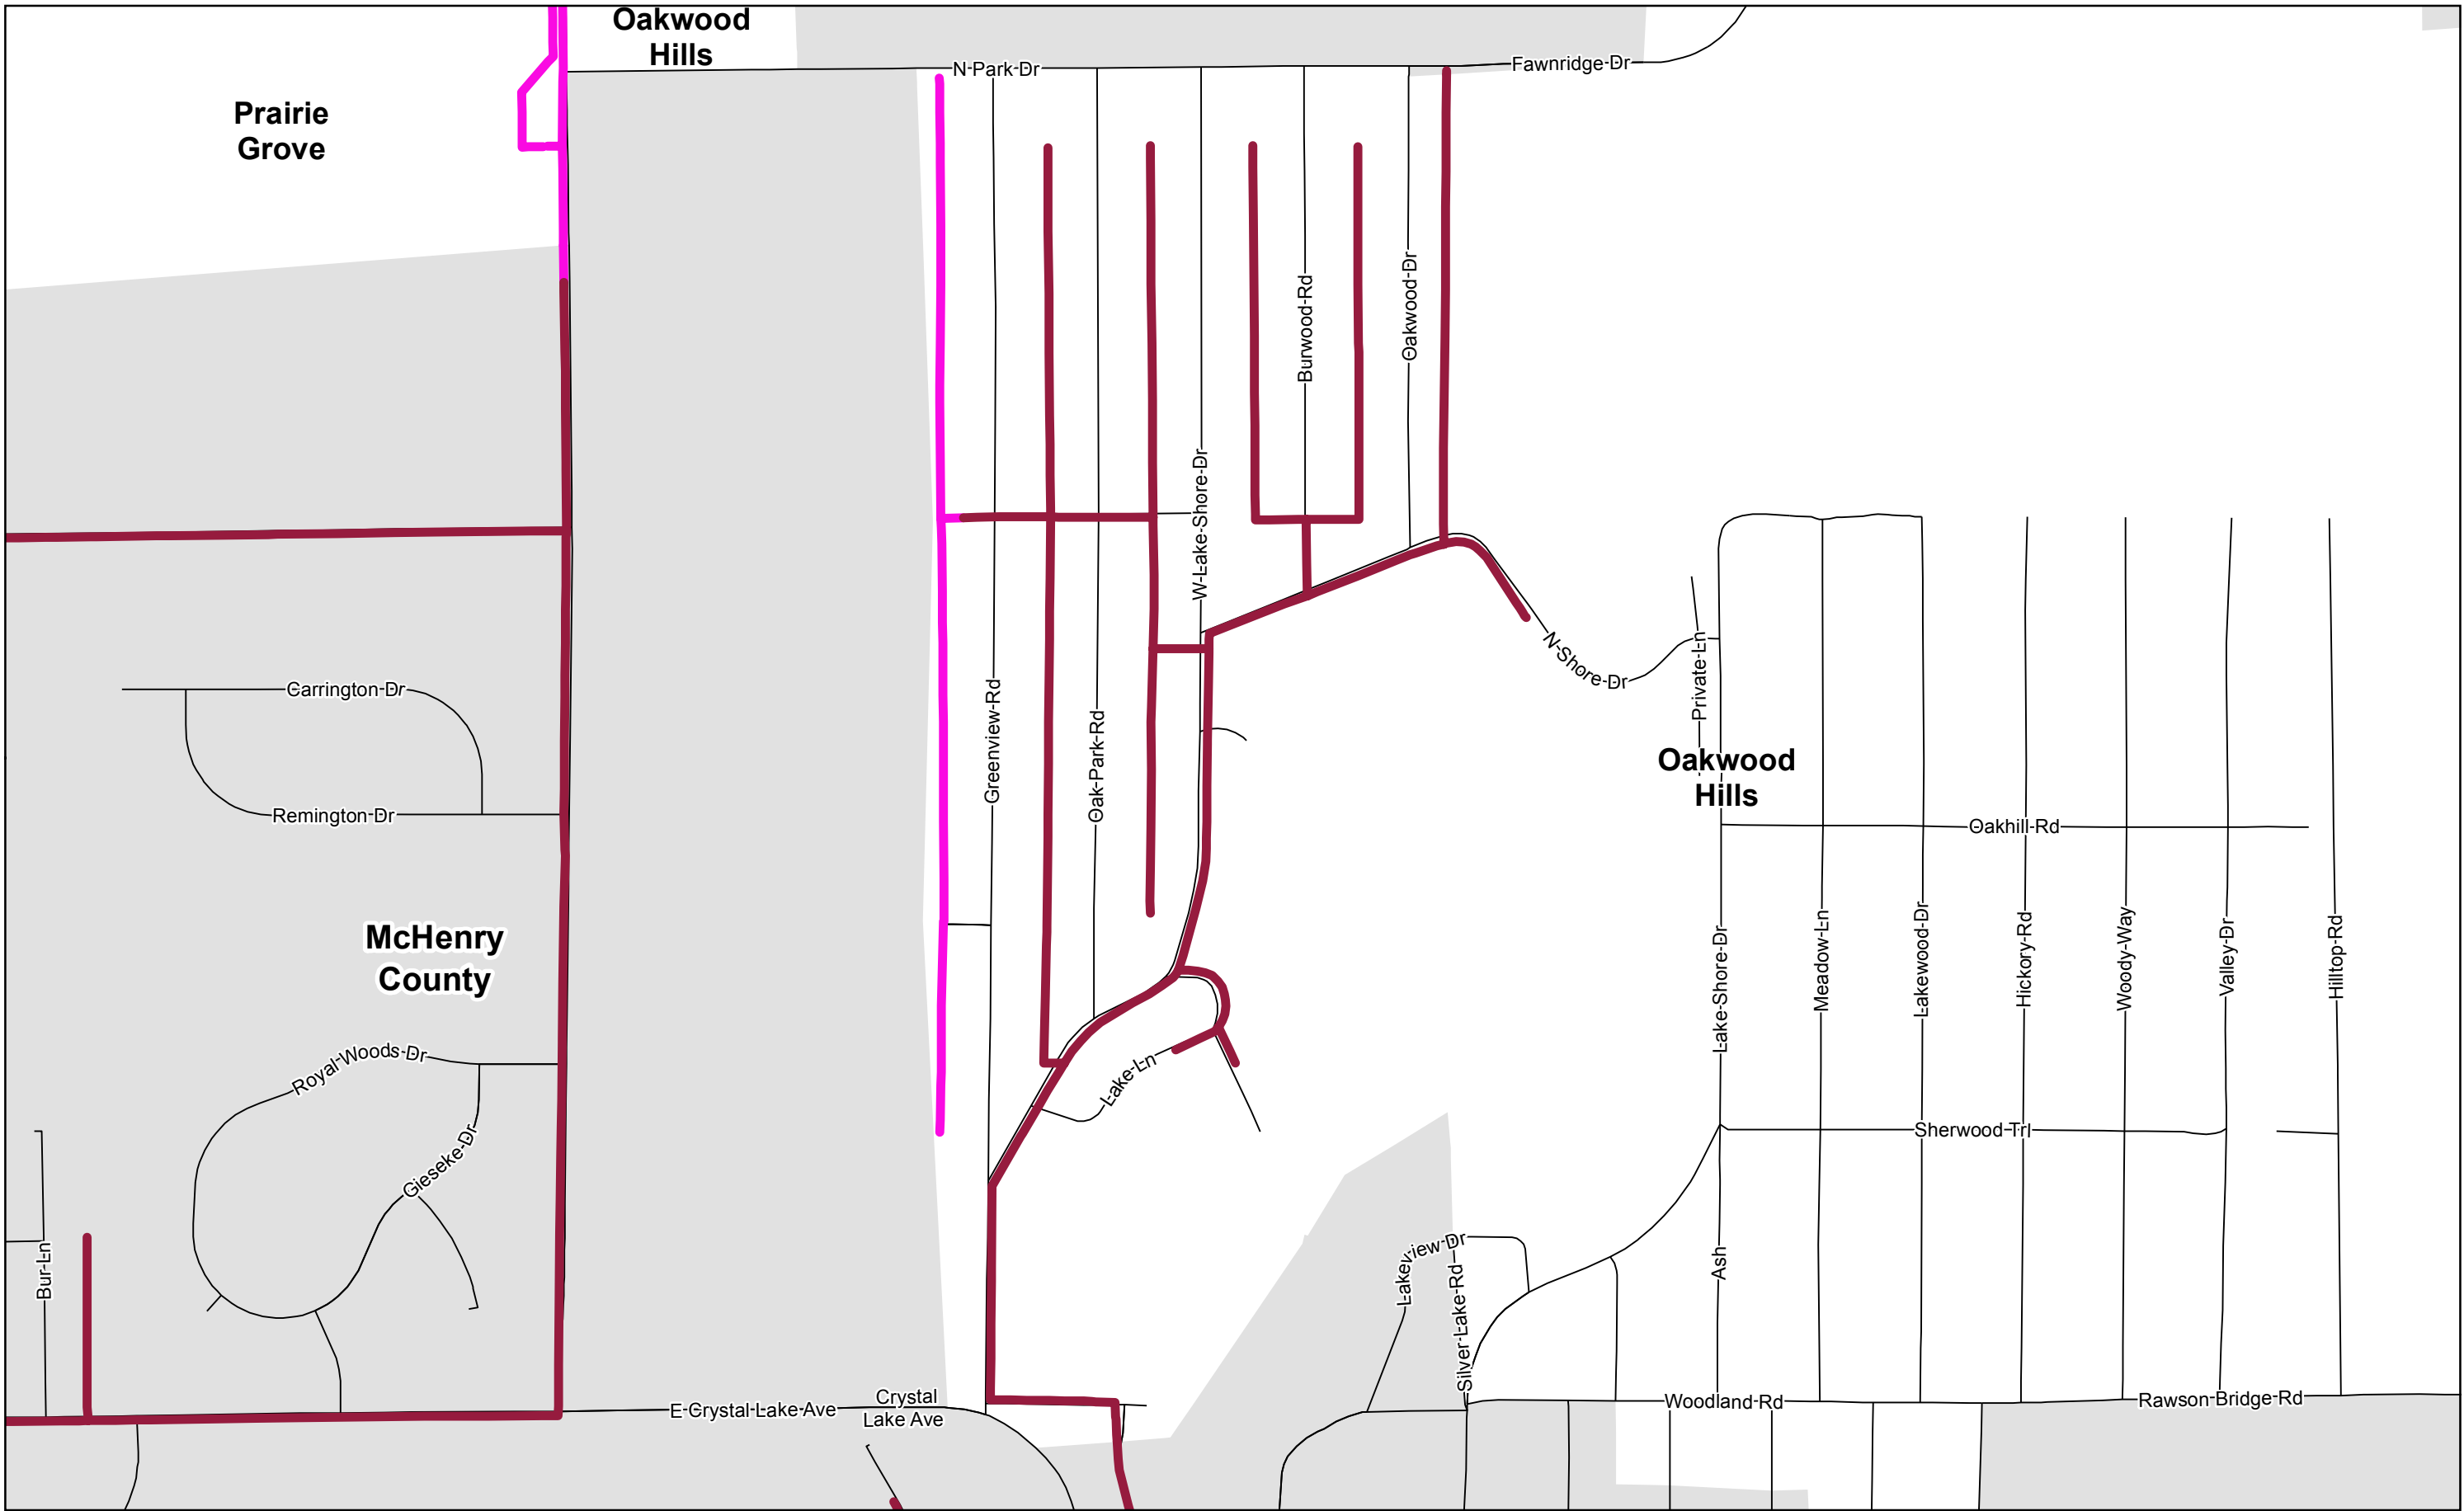 Oakwood
Hills
N Park Dr
Fawnridge Dr
Prairie
Grove
Burwood Rd
Oakwood Dr
W Lake Shore Dr
N Shore Dr
Private Ln
Carrington Dr
Greenview Rd
Oak Park Rd
Oakwood
Hills
Remington Dr
Oakhill Rd
McHenry
County
Lake Shore Dr
Meadow Ln
Lakewood Dr
Hickory Rd
Woody Way
Valley Dr
Hilltop Rd
Royal Woods Dr
Lake Ln
Gieseke Dr
Sherwood Trl
Bur Ln
Lakeview Dr
Silver Lake Rd
Ash
E Crystal Lake Ave
Crystal
Lake Ave
Woodland Rd
Rawson Bridge Rd